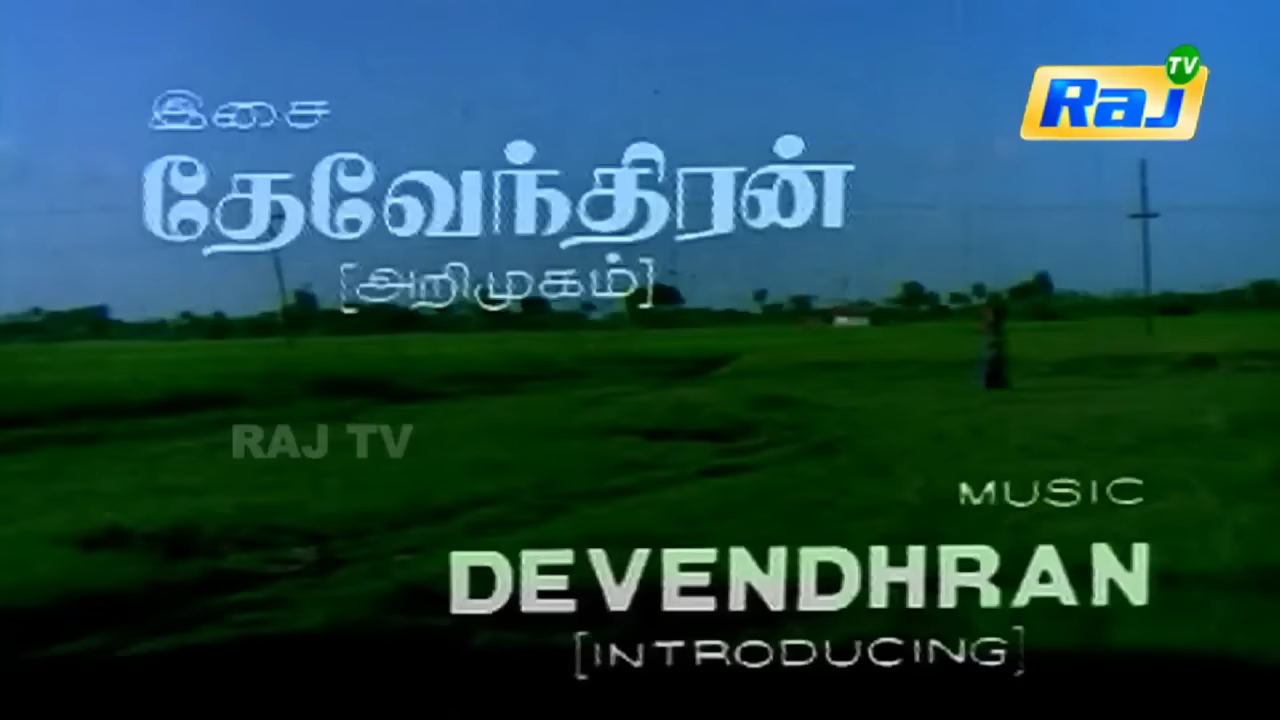 இசை
தேவேந்திரன்
[அறிமுகம்]
Raj TV
RAJ TV
MUSIC
DEVENDHRAN
[INTRODUCING]